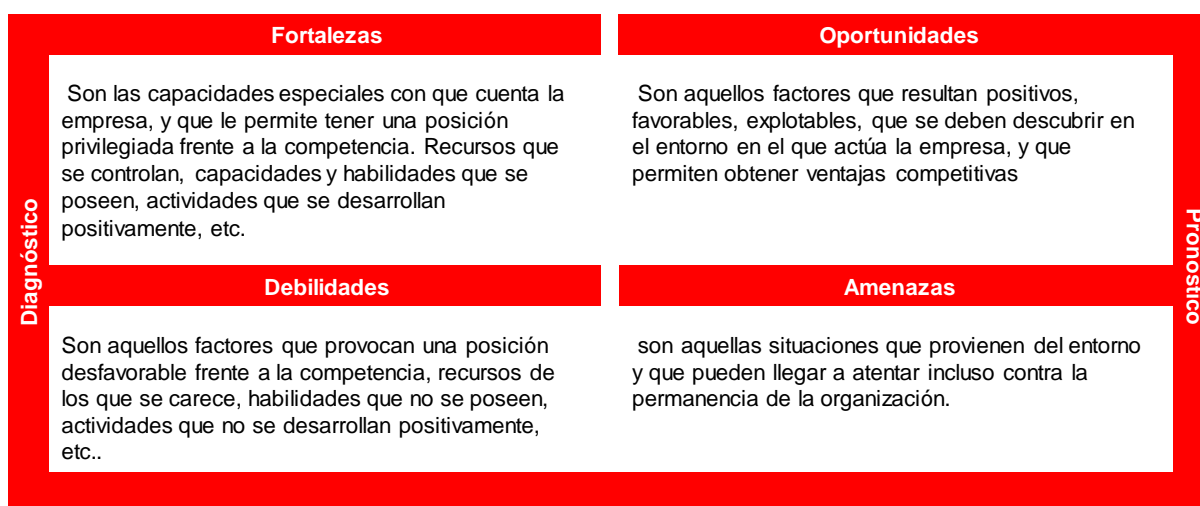 Fortalezas
Son las capacidades especiales con que cuenta la
empresa, y que le permite tener una posición
privilegiada frente a la competencia. Recursos que
se controlan, capacidades y habilidades que se
poseen, actividades que se desarrollan
positivamente, etc.
Oportunidades
Son aquellos factores que resultan positivos,
favorables, explotables, que se deben descubrir en
el entorno en el que actúa la empresa, y que
permiten obtener ventajas competitivas
Diagnóstico
Pronostico
Debilidades
Son aquellos factores que provocan una posición
desfavorable frente a la competencia, recursos de
los que se carece, habilidades que no se poseen,
actividades que no se desarrollan positivamente,
etc..
Amenazas
son aquellas situaciones que provienen del entorno
y que pueden llegar a atentar incluso contra la
permanencia de la organización.